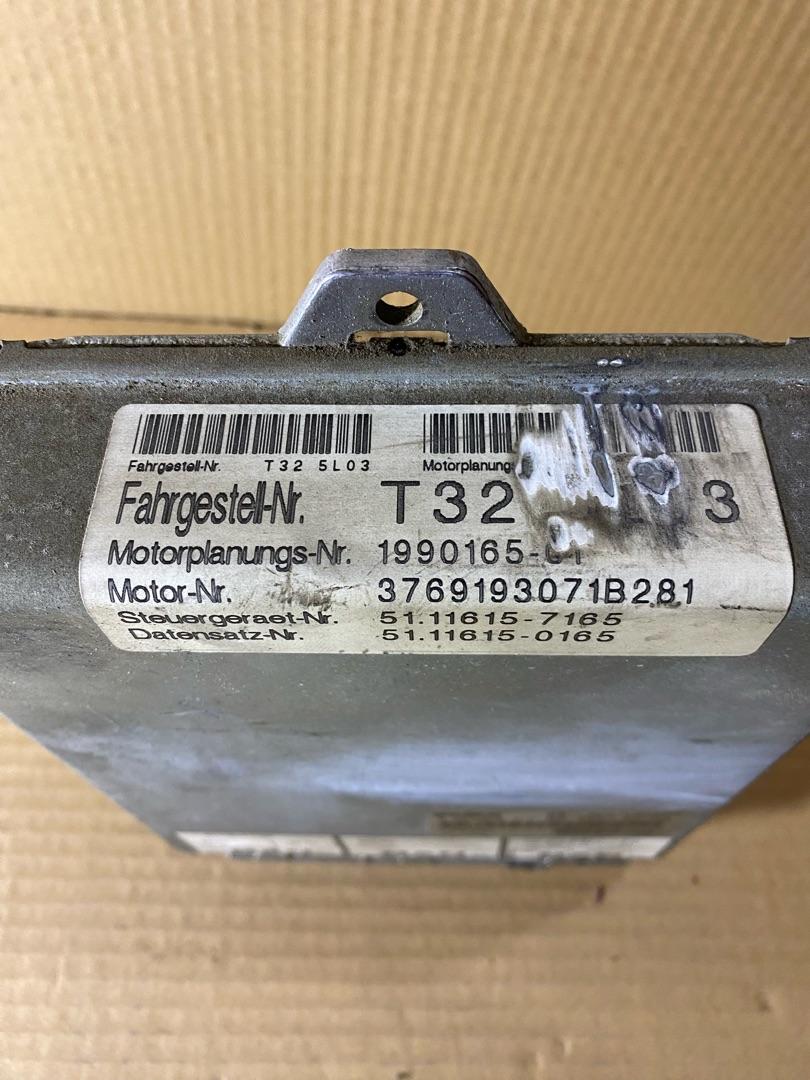 Fahrgestell-Nr. T32 5L03 Motorplanungs
Fahrgestell-Nr. T32 3
Motorplanungs-Nr. 1990165-
Motor-Nr. 3769193071B281
Steuergeraet-Nr. 51.11615-7165
Datensatz-Nr. 51.11615-0165